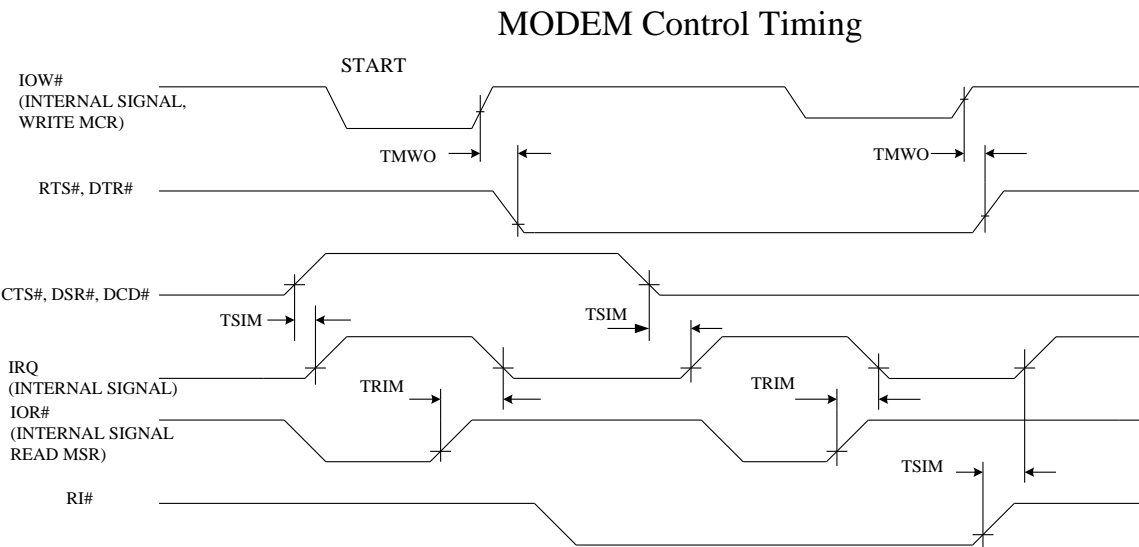 MODEM Control Timing
START
IOW#
(INTERNAL SIGNAL,
WRITE MCR)
TMWO
TMWO
RTS#, DTR#
CTS#, DSR#, DCD#
TSIM
TSIM
IRQ
(INTERNAL SIGNAL)
TRIM
TRIM
IOR#
(INTERNAL SIGNAL
READ MSR)
TSIM
RI#